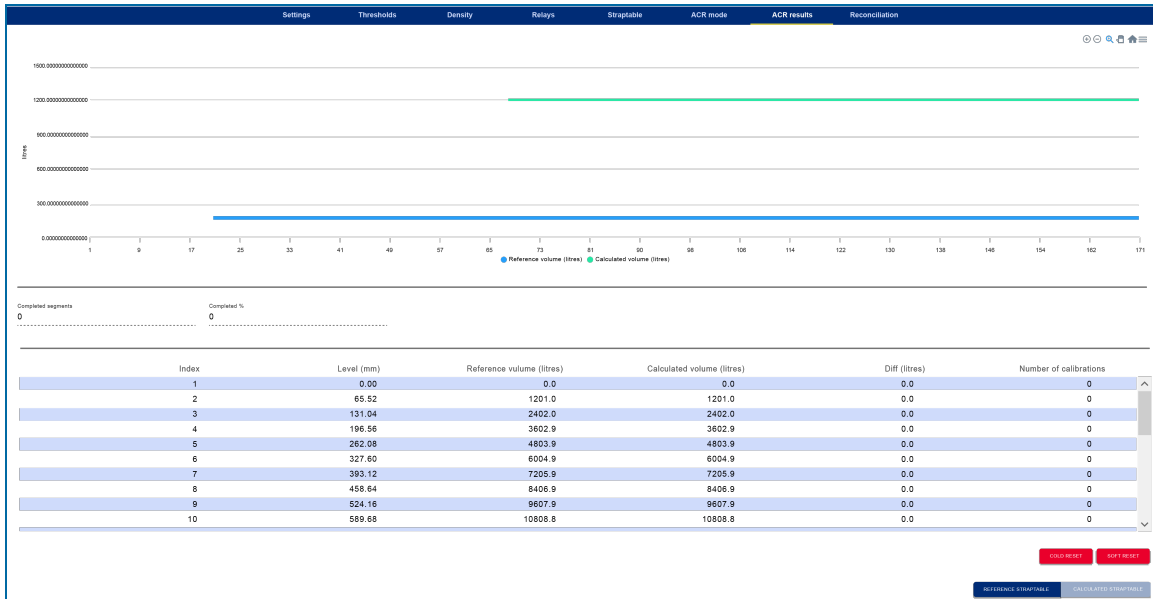 Settings Thresholds Density Relays Straptable ACR mode ACR results Reconciliation
1500.00000000000000
1200.00000000000000
900.00000000000000
600.00000000000000
300.00000000000000
0.00000000000000
litres
1 9 17 25 33 41 49 57 65 73 81 90 98 106 114 122 130 138 146 154 162 171
Reference volume (litres) Calculated volume (litres)
Completed segments Completed %
0 0
Index Level (mm) Reference vulume (litres) Calculated volume (litres) Diff (litres) Number of calibrations
1 0.00 0.0 0.0 0.0 0
2 65.52 1201.0 1201.0 0.0 0
3 131.04 2402.0 2402.0 0.0 0
4 196.56 3602.9 3602.9 0.0 0
5 262.08 4803.9 4803.9 0.0 0
6 327.60 6004.9 6004.9 0.0 0
7 393.12 7205.9 7205.9 0.0 0
8 458.64 8406.9 8406.9 0.0 0
9 524.16 9607.9 9607.9 0.0 0
10 589.68 10808.8 10808.8 0.0 0
COLD RESET SOFT RESET
REFERENCE STRAPTABLE CALCULATED STRAPTABLE